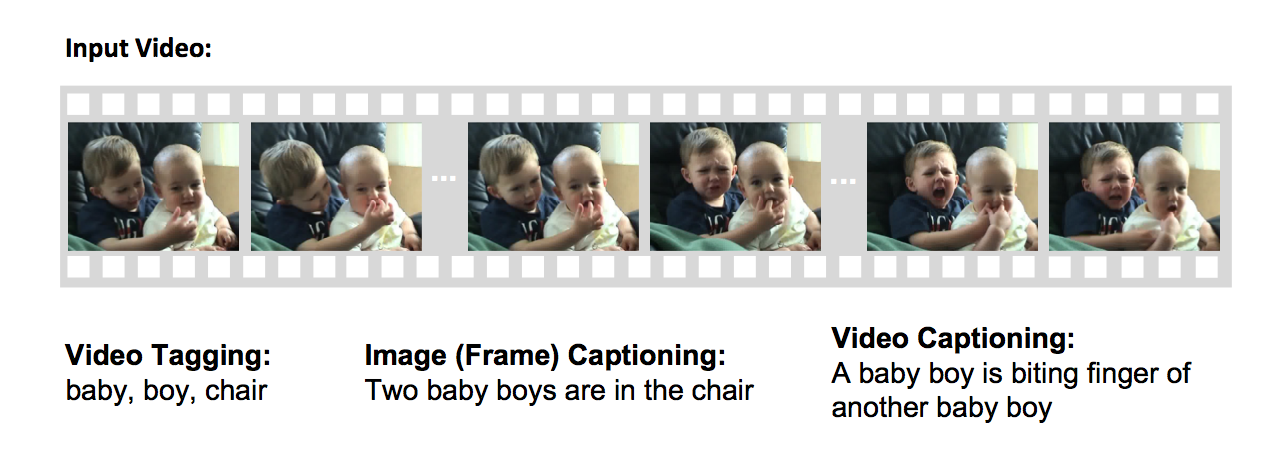 Input Video:
Video Tagging:
baby, boy, chair
Image (Frame) Captioning:
Two baby boys are in the chair
Video Captioning:
A baby boy is biting finger of
another baby boy